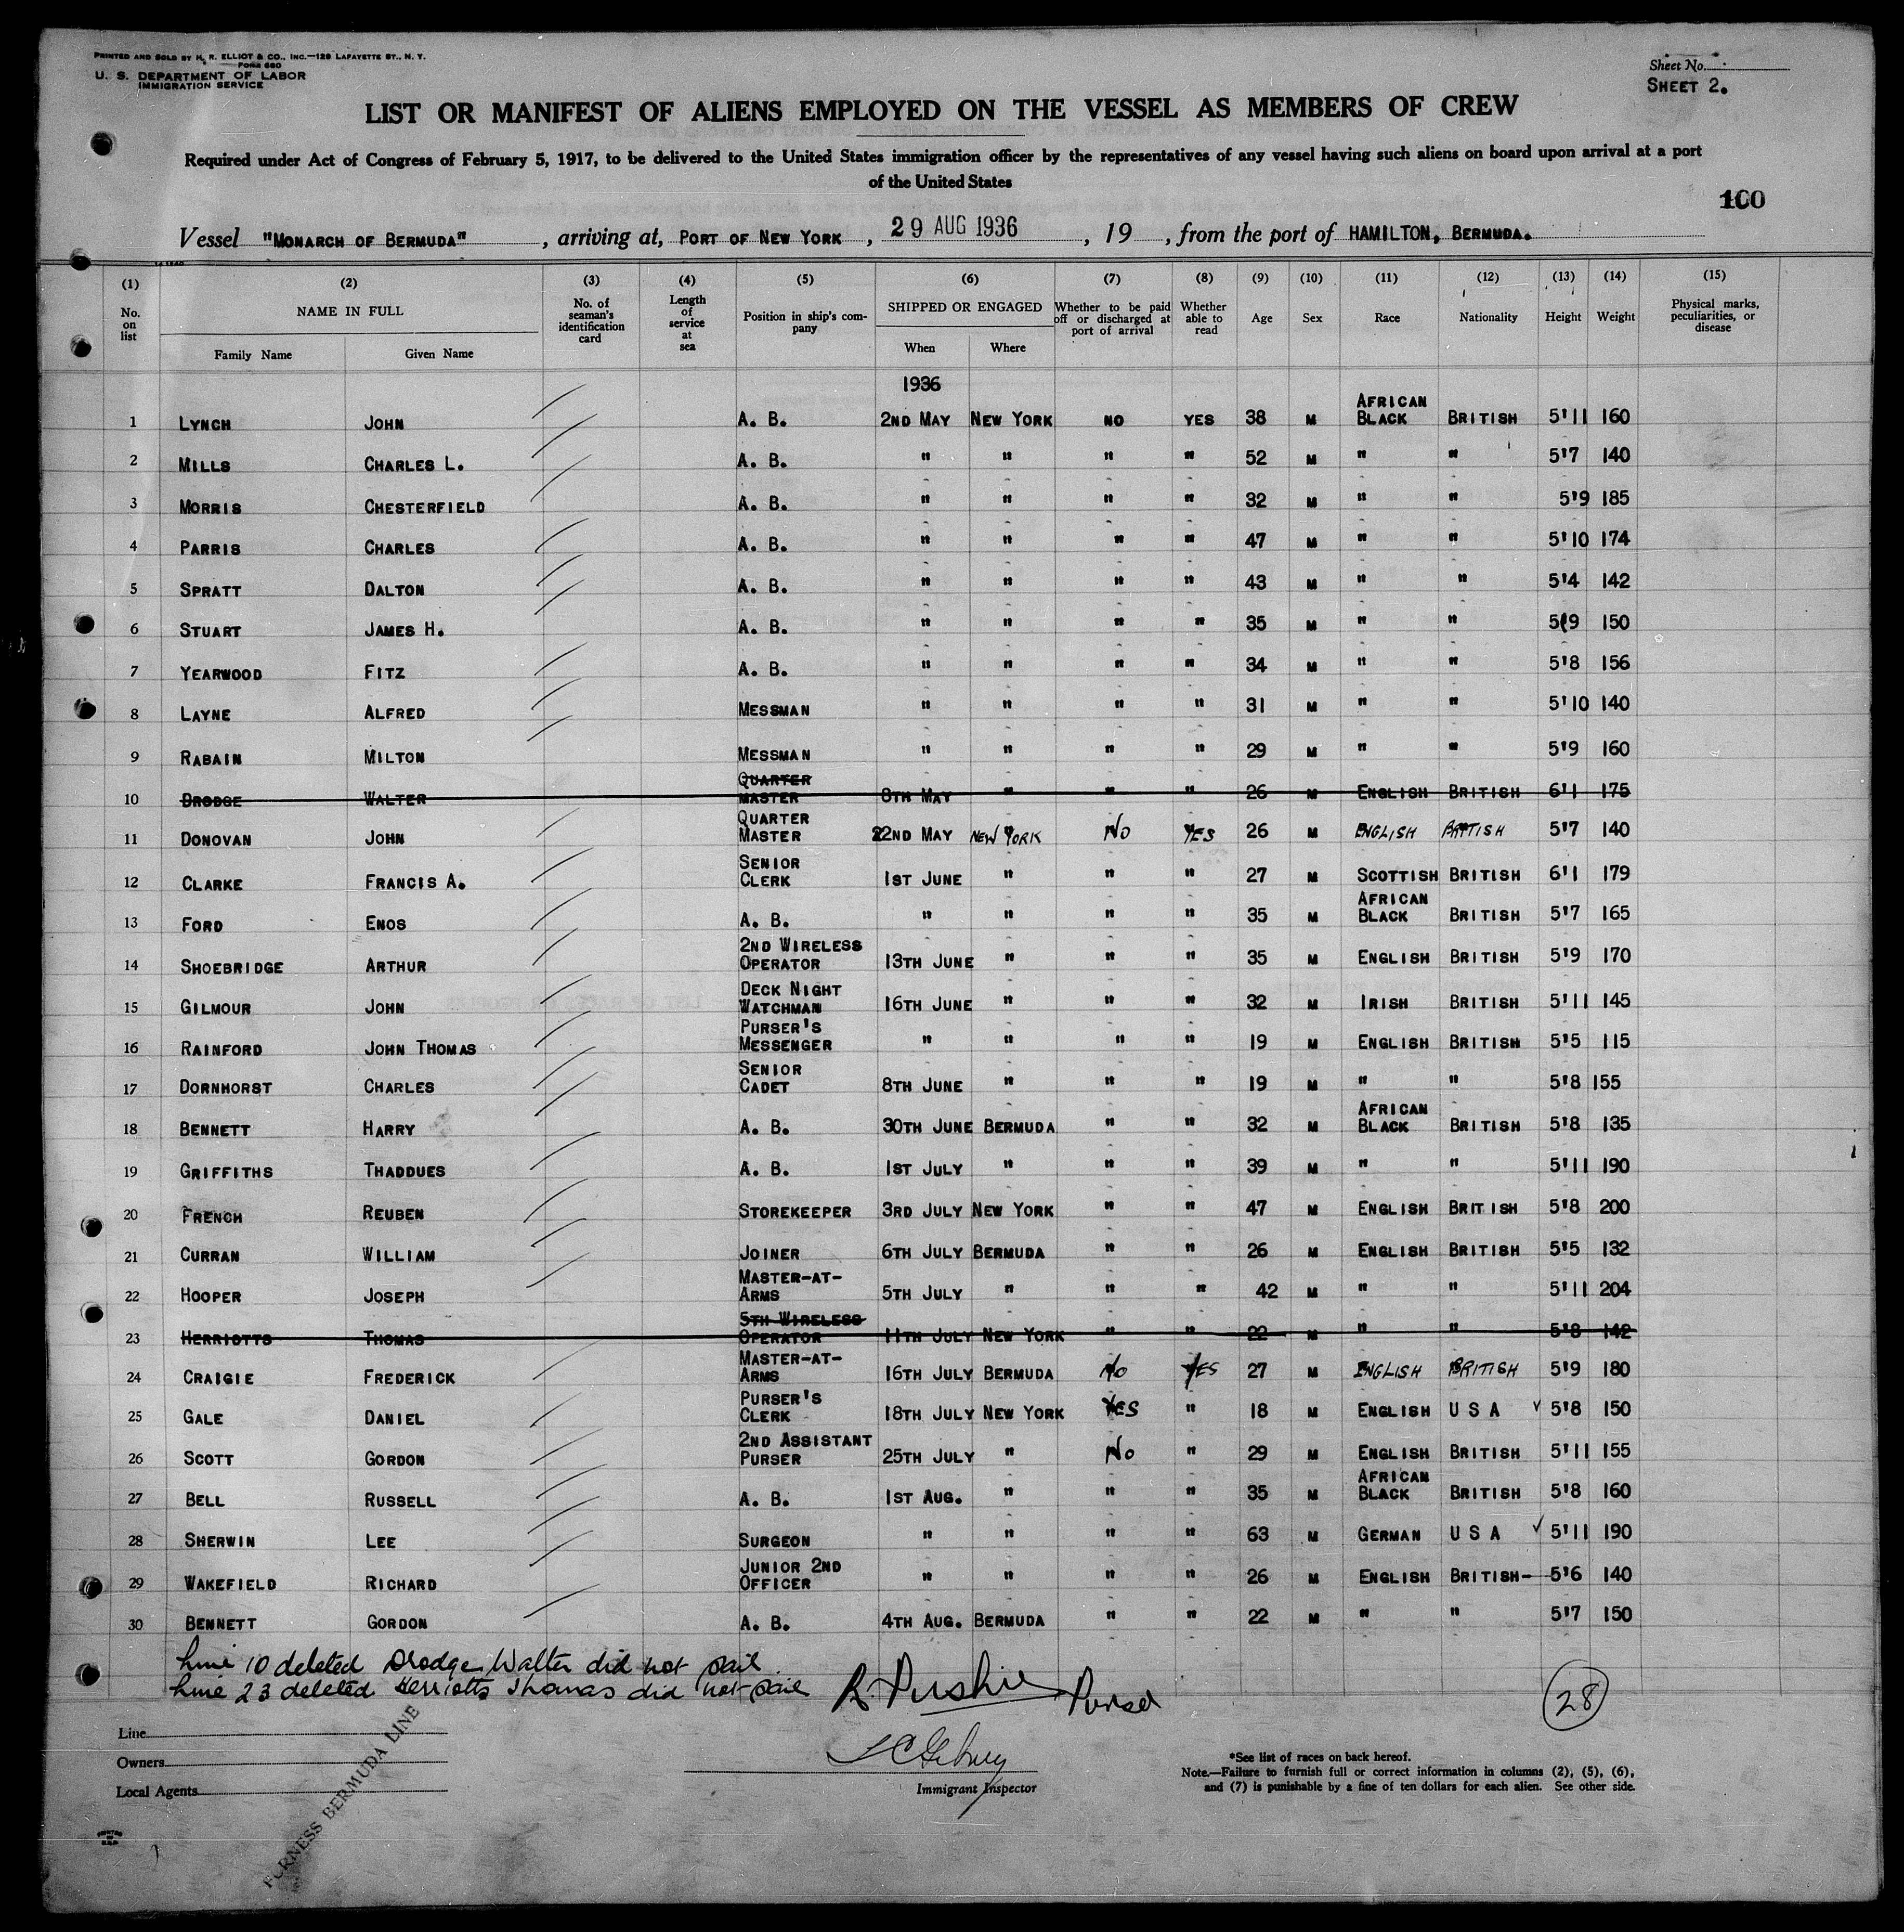 PRINTED AND SOLD BY H. R. ELLIOT & CO., INC.—129 LAFAYETTE ST., N. Y.
FORM 680
U. S. DEPARTMENT OF LABOR
IMMIGRATION SERVICE
Sheet No.
SHEET 2.
LIST OR MANIFEST OF ALIENS EMPLOYED ON THE VESSEL AS MEMBERS OF CREW
Required under Act of Congress of February 5, 1917, to be delivered to the United States immigration officer by the representatives of any vessel having such aliens on board upon arrival at a port
of the United States
100
Vessel "MONARCH OF BERMUDA", arriving at, PORT OF NEW YORK, 29 AUG 1936, 19 , from the port of HAMILTON, BERMUDA.
(1) (2) (3) (4) (5) (6) (7) (8) (9) (10) (11) (12) (13) (14) (15)
No. on list NAME IN FULL Family Name Given Name No. of seaman's identification card Length of service at sea Position in ship's company SHIPPED OR ENGAGED When Where Whether to be paid off or discharged at port of arrival Whether able to read Age Sex Race Nationality Height Weight Physical marks, peculiarities, or disease
1936
1 LYNCH JOHN A. B. 2ND MAY NEW YORK NO YES 38 M AFRICAN BLACK BRITISH 5'11 160
2 MILLS CHARLES L. A. B. " " " " 52 M " " 5'7 140
3 MORRIS CHESTERFIELD A. B. " " " " 32 M " " 5'9 185
4 PARRIS CHARLES A. B. " " " " 47 M " " 5'10 174
5 SPRATT DALTON A. B. " " " " 43 M " " 5'4 142
6 STUART JAMES H. A. B. " " " " 35 M " " 5(9 150
7 YEARWOOD FITZ A. B. " " " " 34 M " " 5'8 156
8 LAYNE ALFRED MESSMAN " " " " 31 M " " 5'10 140
9 RABAIN MILTON MESSMAN " " " " 29 M " " 5'9 160
10 DRODGE WALTER QUARTER MASTER 8TH MAY " " " 26 M ENGLISH BRITISH 6'1 175
11 DONOVAN JOHN QUARTER MASTER 22ND MAY NEW YORK No YES 26 M ENGLISH BRITISH 5'7 140
12 CLARKE FRANCIS A. SENIOR CLERK 1ST JUNE " " " 27 M SCOTTISH BRITISH 6'1 179
13 FORD ENOS A. B. " " " " 35 M AFRICAN BLACK BRITISH 5'7 165
14 SHOEBRIDGE ARTHUR 2ND WIRELESS OPERATOR 13TH JUNE " " " 35 M ENGLISH BRITISH 5'9 170
15 GILMOUR JOHN DECK NIGHT WATCHMAN 16TH JUNE " " " 32 M IRISH BRITISH 5'11 145
16 RAINFORD JOHN THOMAS PURSER'S MESSENGER " " " " 19 M ENGLISH BRITISH 5'5 115
17 DORNHORST CHARLES SENIOR CADET 8TH JUNE " " " 19 M " " 5'8 155
18 BENNETT HARRY A. B. 30TH JUNE BERMUDA " " 32 M AFRICAN BLACK BRITISH 5'8 135
19 GRIFFITHS THADDUES A. B. 1ST JULY " " " 39 M " " 5'11 190
20 FRENCH REUBEN STOREKEEPER 3RD JULY NEW YORK " " 47 M ENGLISH BRITISH 5'8 200
21 CURRAN WILLIAM JOINER 6TH JULY BERMUDA " " 26 M ENGLISH BRITISH 5'5 132
22 HOOPER JOSEPH MASTER-AT-ARMS 5TH JULY " " " 42 M " " 5'11 204
23 HERRIOTTS THOMAS 5TH WIRELESS OPERATOR 11TH JULY NEW YORK " " 22 M " " 5'8 142
24 CRAIGIE FREDERICK MASTER-AT-ARMS 16TH JULY BERMUDA No YES 27 M ENGLISH BRITISH 5'9 180
25 GALE DANIEL PURSER'S CLERK 18TH JULY NEW YORK YES " 18 M ENGLISH U S A ✓ 5'8 150
26 SCOTT GORDON 2ND ASSISTANT PURSER 25TH JULY " No " 29 M ENGLISH BRITISH 5'11 155
27 BELL RUSSELL A. B. 1ST AUG. " " " 35 M AFRICAN BLACK BRITISH 5'8 160
28 SHERWIN LEE SURGEON " " " " 63 M GERMAN U S A ✓ 5'11 190
29 WAKEFIELD RICHARD JUNIOR 2ND OFFICER " " " " 26 M ENGLISH BRITISH- 5'6 140
30 BENNETT GORDON A. B. 4TH AUG. BERMUDA " " 22 M " " 5'7 150
Line 10 deleted Drodge Walter did not sail
Line 23 deleted Herriotts Thomas did not sail
Purser
28
Line
Owners
Local Agents
FURNESS BERMUDA LINE
Immigrant Inspector
*See list of races on back hereof.
Note.—Failure to furnish full or correct information in columns (2), (5), (6),
and (7) is punishable by a fine of ten dollars for each alien. See other side.